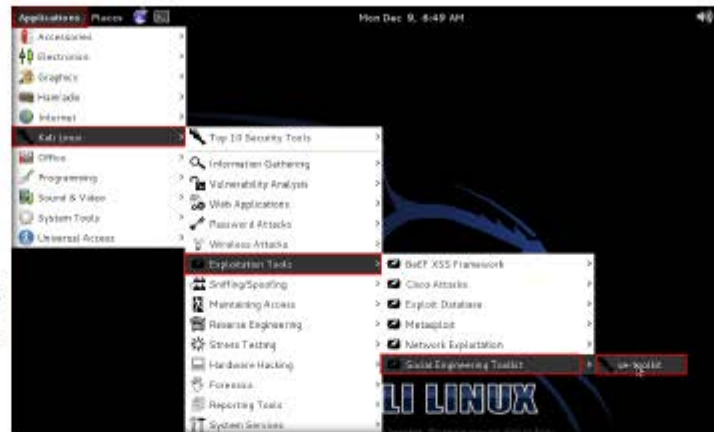 Applications Places
Mon Dec 9, 6:49 AM
Accessories
Electronics
Graphics
Hamradio
Internet
Kali Linux
Office
Programming
Sound & Video
System Tools
Universal Access
Top 10 Security Tools
Information Gathering
Vulnerability Analysis
Web Applications
Password Attacks
Wireless Attacks
Exploitation Tools
Sniffing/Spoofing
Maintaining Access
Reverse Engineering
Stress Testing
Hardware Hacking
Forensics
Reporting Tools
System Services
BeEF XSS Framework
Cisco Attacks
Exploit Database
Metasploit
Network Exploitation
Social Engineering Toolkit
se-toolkit
LI LINUX